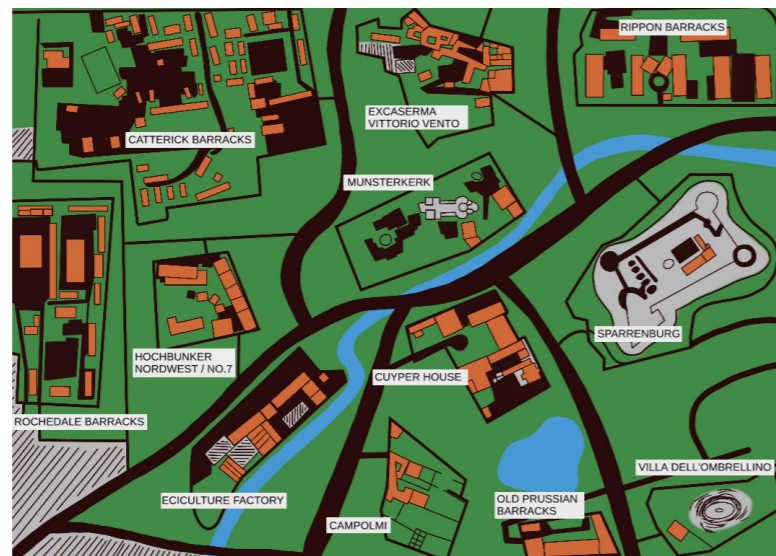 RIPPON BARRACKS
EXCASERMA
VITTORIO VENTO
CATTERICK BARRACKS
MUNSTERKERK
SPARRENBURG
HOCHBUNKER
NORDWEST / NO.7
CUYPER HOUSE
ROCHEDALE BARRACKS
VILLA DELL'OMBRELLINO
ECICULTURE FACTORY
OLD PRUSSIAN
BARRACKS
CAMPOLMI